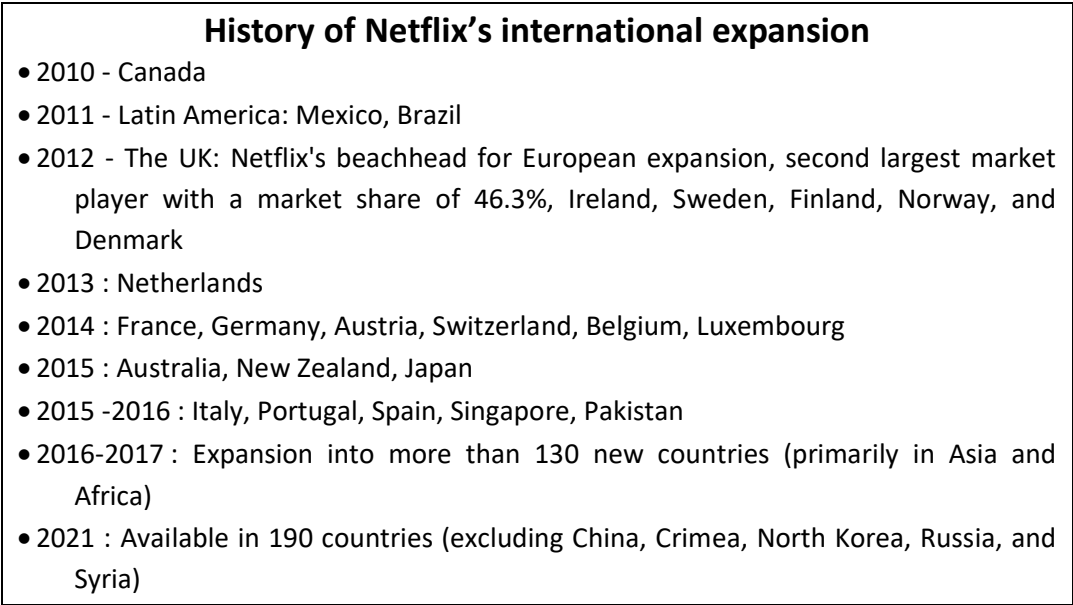 History of Netflix’s international expansion
• 2010 - Canada
• 2011 - Latin America: Mexico, Brazil
• 2012 - The UK: Netflix's beachhead for European expansion, second largest market
player with a market share of 46.3%, Ireland, Sweden, Finland, Norway, and
Denmark
• 2013 : Netherlands
• 2014 : France, Germany, Austria, Switzerland, Belgium, Luxembourg
• 2015 : Australia, New Zealand, Japan
• 2015 -2016 : Italy, Portugal, Spain, Singapore, Pakistan
• 2016-2017 : Expansion into more than 130 new countries (primarily in Asia and
Africa)
• 2021 : Available in 190 countries (excluding China, Crimea, North Korea, Russia, and
Syria)